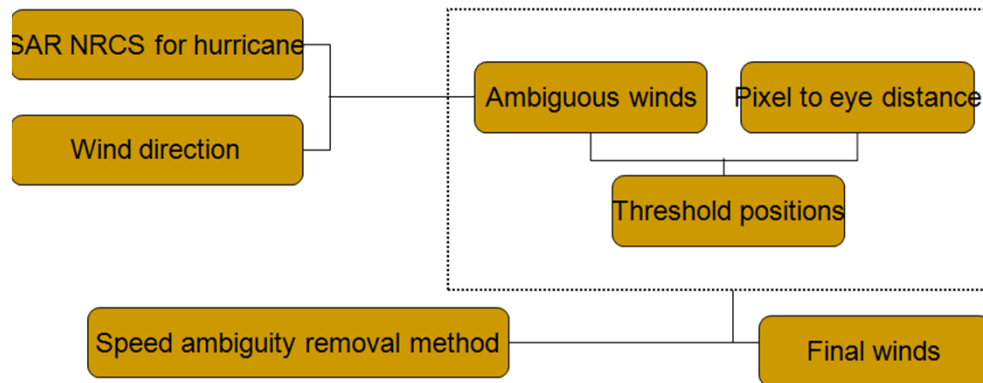 SAR NRCS for hurricane
Wind direction
Ambiguous winds
Pixel to eye distance
Threshold positions
Speed ambiguity removal method
Final winds